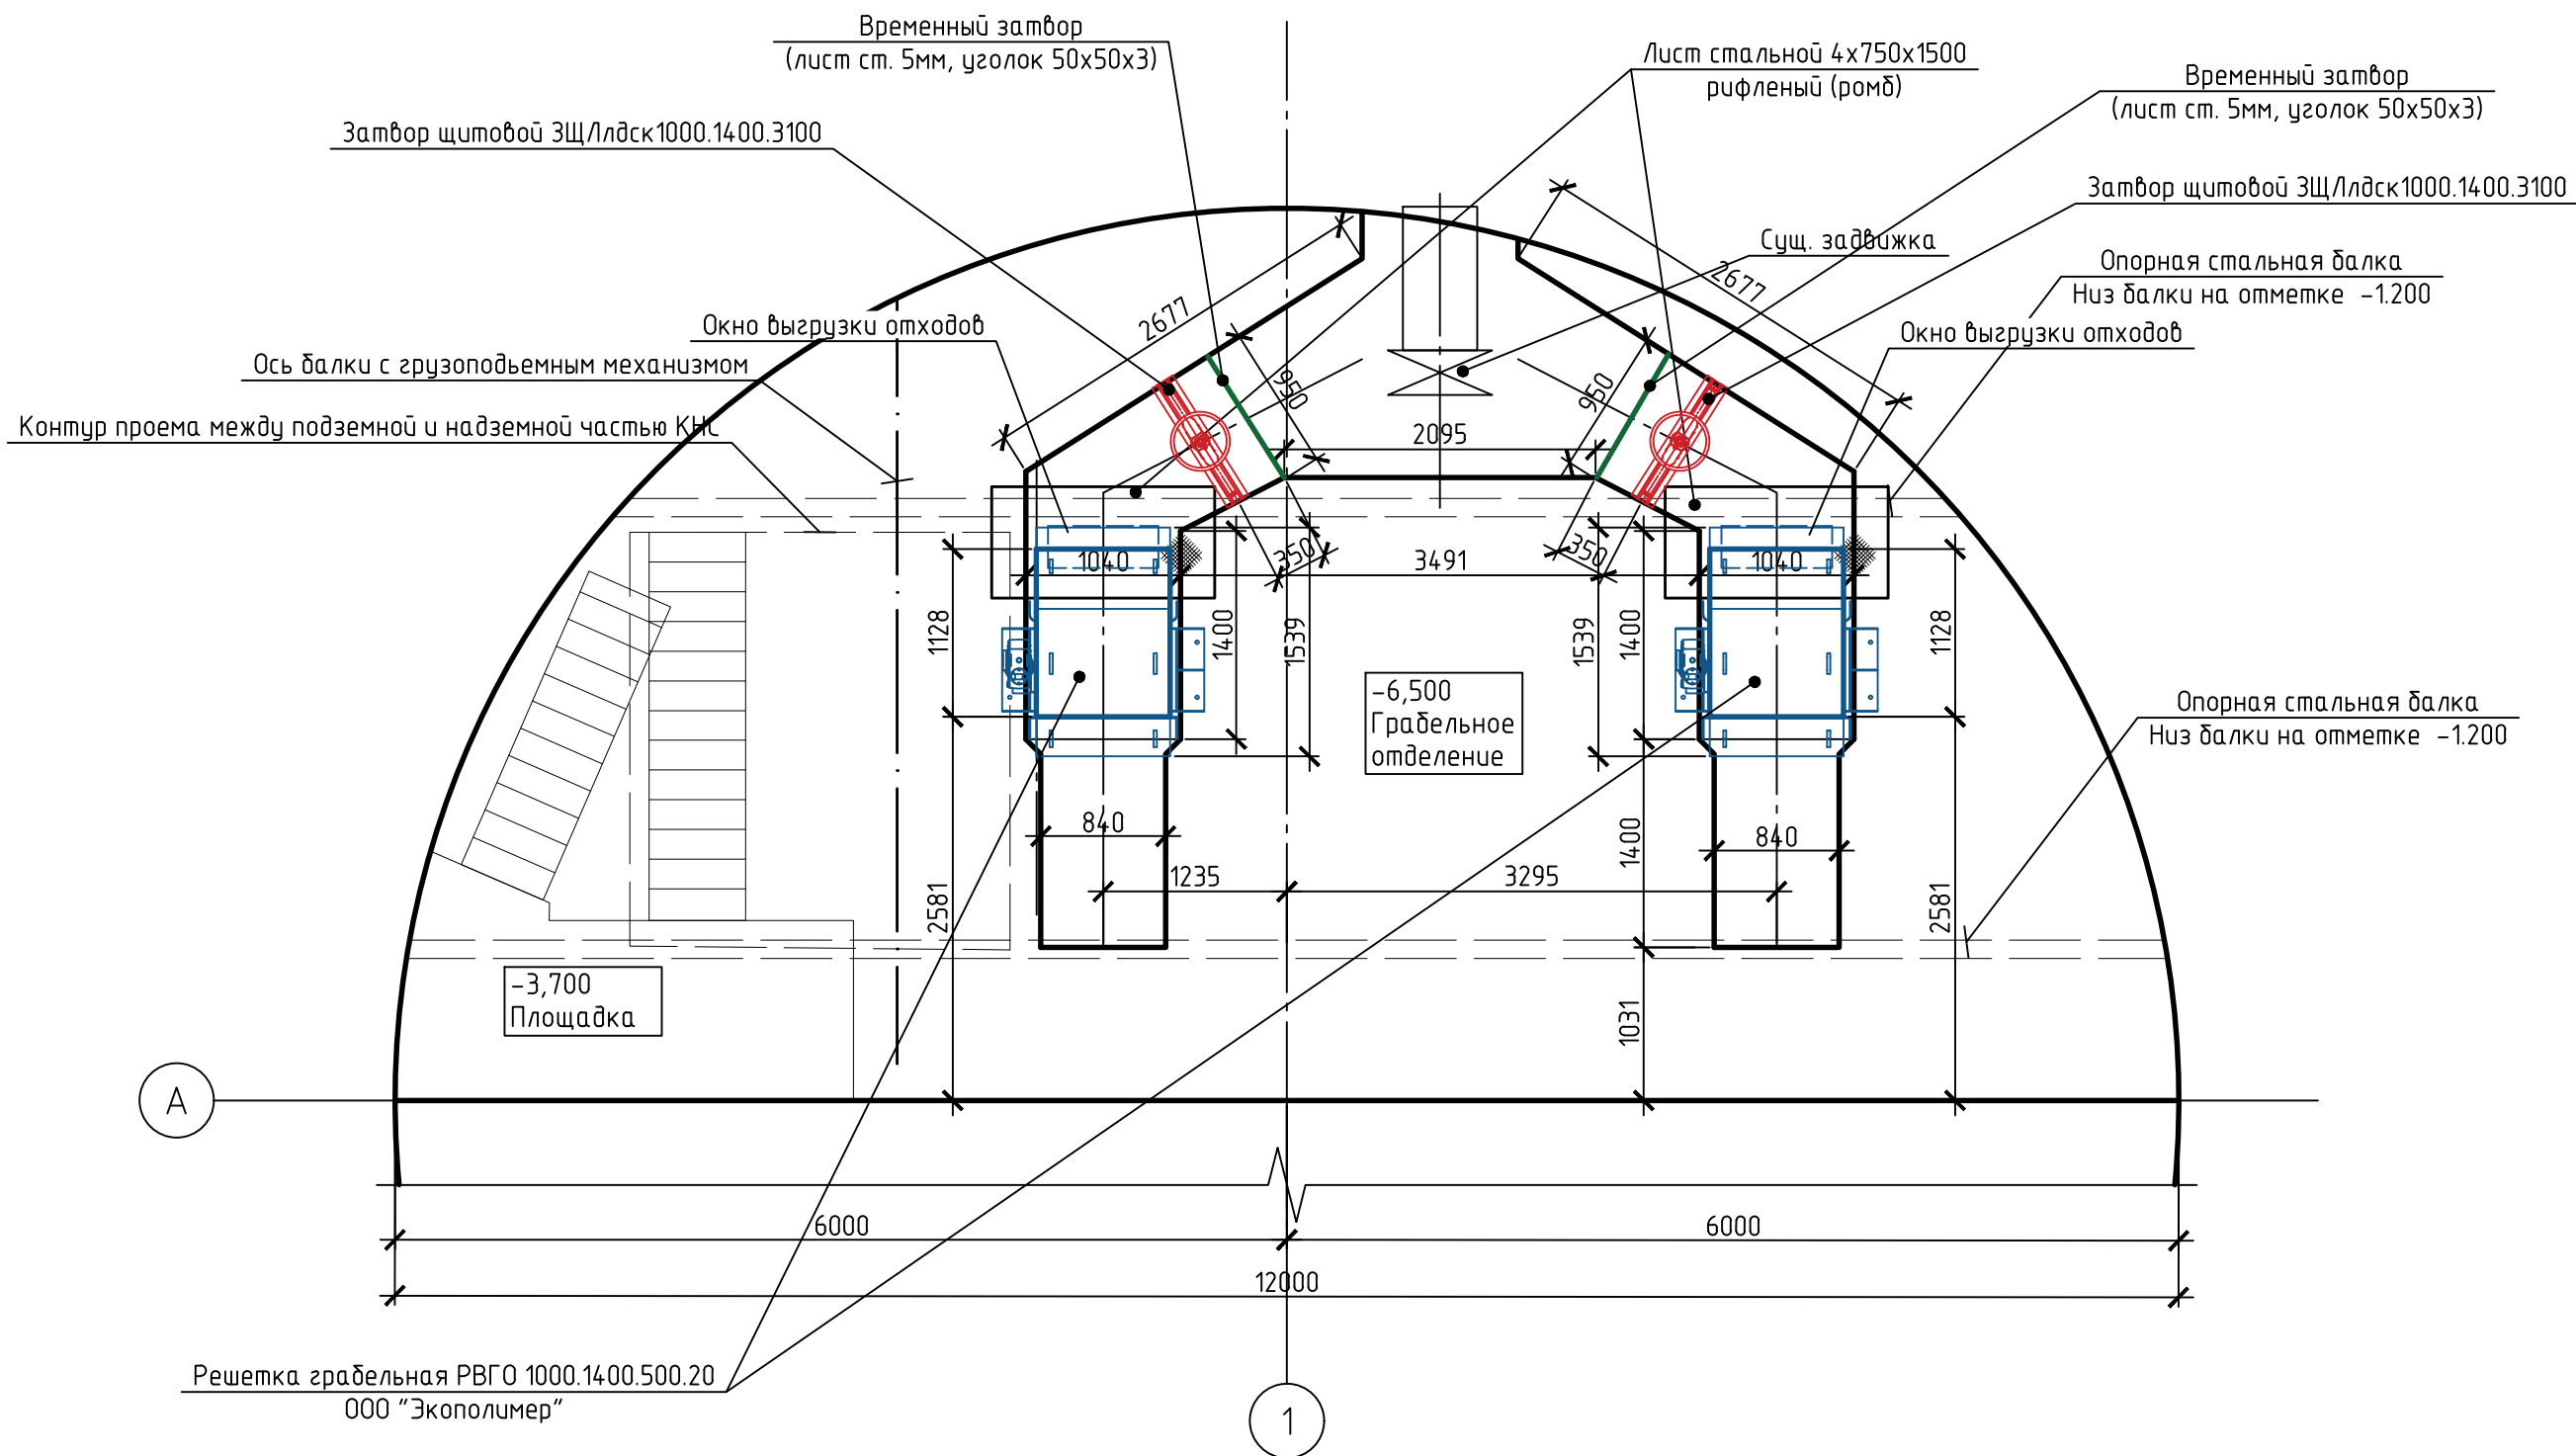 Временный затвор
(лист ст. 5мм, уголок 50х50х3)
Лист стальной 4х750х1500
рифленый (ромб)
Временный затвор
(лист ст. 5мм, уголок 50х50х3)
Затвор щитовой ЗЩЛлдск1000.1400.3100
Затвор щитовой ЗЩЛлдск1000.1400.3100
Сущ. задвижка
Опорная стальная балка
Низ балки на отметке -1.200
Окно выгрузки отходов
Окно выгрузки отходов
Ось балки с грузоподьемным механизмом
Контур проема между подземной и надземной частью КНС
2677
2677
950
950
2095
350
350
1040
3491
1040
1128
1400
1539
1539
1400
1128
-6,500
Грабельное
отделение
Опорная стальная балка
Низ балки на отметке -1.200
840
1400
840
1235
3295
2581
2581
-3,700
Площадка
1031
А
6000
6000
12000
Решетка грабельная РВГО 1000.1400.500.20
ООО "Экополимер"
1